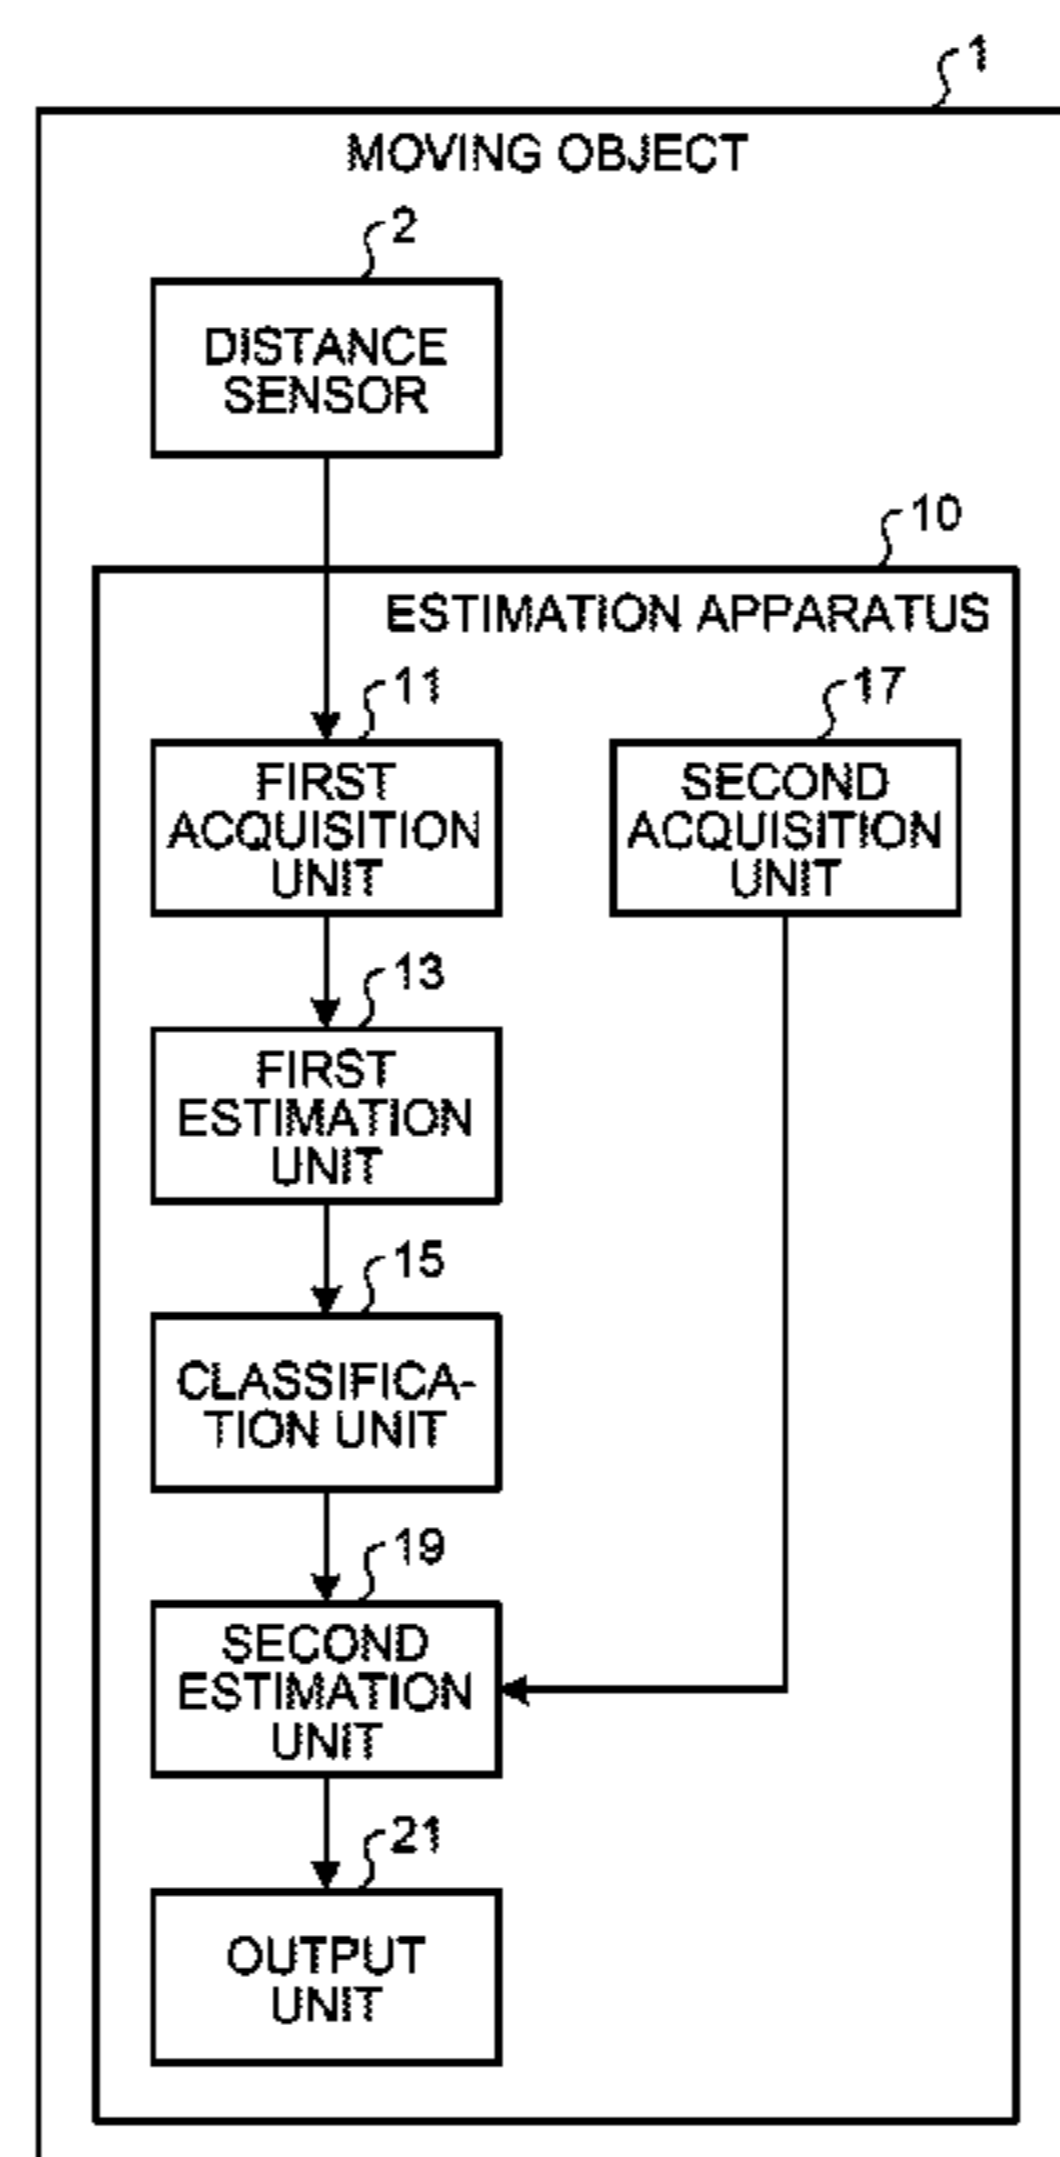 1
MOVING OBJECT
2
DISTANCE
SENSOR
10
ESTIMATION APPARATUS
11
FIRST
ACQUISITION
UNIT
17
SECOND
ACQUISITION
UNIT
13
FIRST
ESTIMATION
UNIT
15
CLASSIFICA-
TION UNIT
19
SECOND
ESTIMATION
UNIT
21
OUTPUT
UNIT